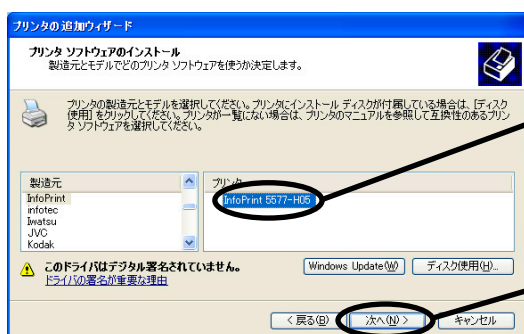 プリンタの追加ウィザード
プリンタ ソフトウェアのインストール
製造元とモデルでどのプリンタ ソフトウェアを使うか決定します。
プリンタの製造元とモデルを選択してください。プリンタにインストール ディスクが付属している場合は、[ディスク
使用] をクリックしてください。プリンタが一覧にない場合は、プリンタのマニュアルを参照して互換性のあるプリン
タ ソフトウェアを選択してください。
製造元
プリンタ
InfoPrint
infotec
Iwatsu
JVC
Kodak
InfoPrint 5577-H05
このドライバはデジタル署名されていません。
ドライバの署名が重要な理由
Windows Update(W)
ディスク使用(H)...
< 戻る(B)
次へ(N) >
キャンセル